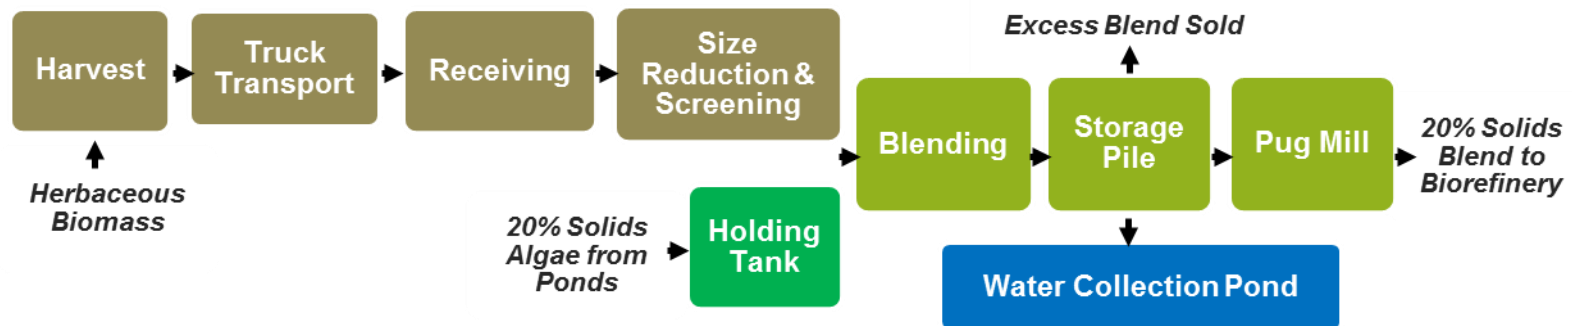 Harvest
Truck
Transport
Receiving
Size
Reduction &
Screening
Herbaceous
Biomass
20% Solids
Algae from
Ponds
Holding
Tank
Blending
Excess Blend Sold
Storage
Pile
Pug Mill
20% Solids
Blend to
Biorefinery
Water Collection Pond